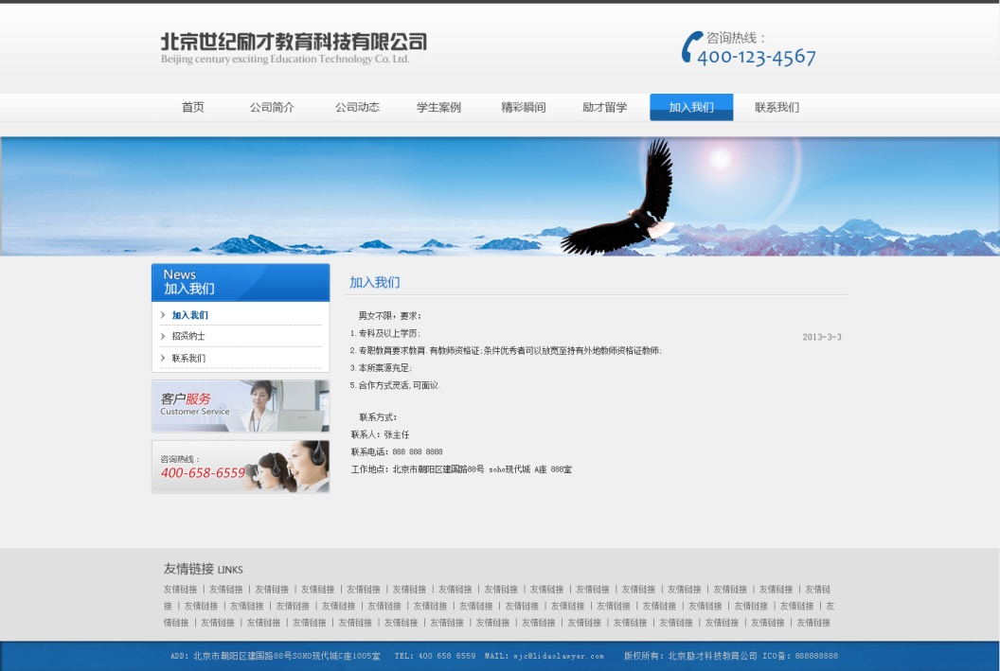 北京世纪励才教育科技有限公司
Beijing century exciting Education Technology Co. Ltd.
咨询热线：
400-123-4567
首页 公司简介 公司动态 学生案例 精彩瞬间 励才留学 加入我们 联系我们
News
加入我们
加入我们
招贤纳士
联系我们
客户服务
Customer Service
咨询热线：
400-658-6559
加入我们
男女不限，要求：
1.专科及以上学历;
2013-3-3
2.专职教育要求教育.有教师资格证;条件优秀者可以放宽至持有外地教师资格证教师;
3.本所案源充足;
5.合作方式灵活,可面议.
联系方式：
联系人：张主任
联系电话：888 888 8888
工作地点：北京市朝阳区建国路88号 soho现代城 A座 888室
友情链接 LINKS
友情链接 | 友情链接 | 友情链接 | 友情链接 | 友情链接 | 友情链接 | 友情链接 | 友情链接 | 友情链接 | 友情链接 | 友情链接 | 友情链接 | 友情链接 | 友情链接 | 友情链
接 | 友情链接 | 友情链接 | 友情链接 | 友情链接 | 友情链接 | 友情链接 | 友情链接 | 友情链接 | 友情链接 | 友情链接 | 友情链接 | 友情链接 | 友情链接 | 友情链接 | 友
情链接 | 友情链接 | 友情链接 | 友情链接 | 友情链接 | 友情链接 | 友情链接 | 友情链接 | 友情链接 | 友情链接 | 友情链接 | 友情链接 | 友情链接 | 友情链接 | 友情链接
ADD：北京市朝阳区建国路88号SOHO现代城C座1005室 TEL：400 658 6559 MAIL：wjc@lidaolawyer.com 版权所有：北京励才科技教育公司 ICO备：888888888